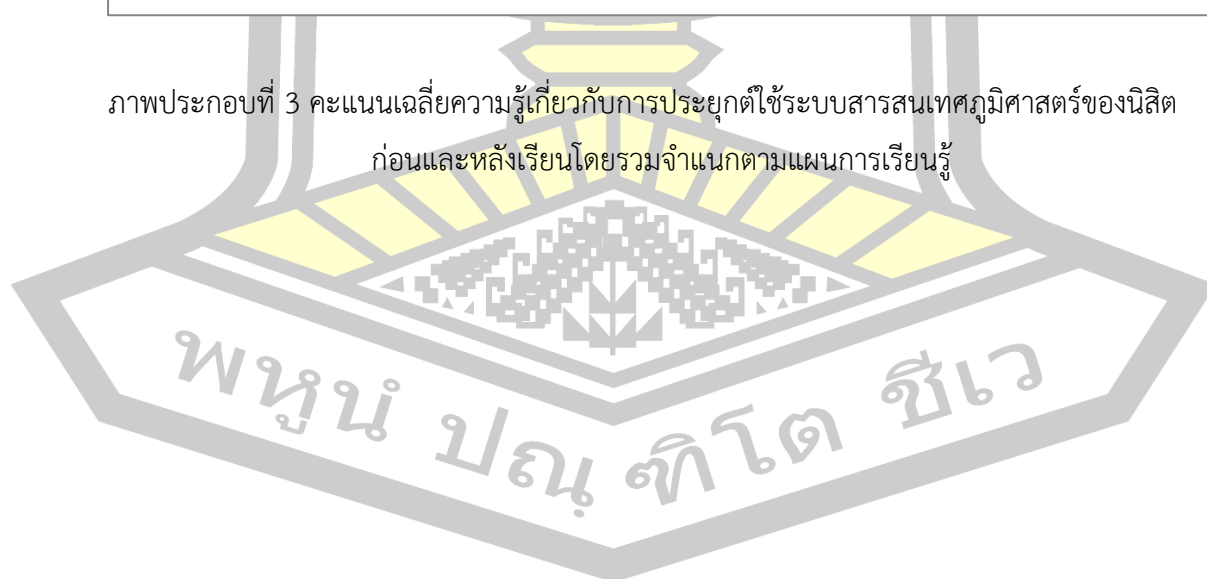 ภาพประกอบที่ 3 คะแนนเฉลี่ยความรู้เกี่ยวกับการประยุกต์ใช้ระบบสารสนเทศภูมิศาสตร์ของนิสิต
ก่อนและหลังเรียนโดยรวมจำแนกตามแผนการเรียนรู้
พหูนํ ปณฺฑิโต ชีเว